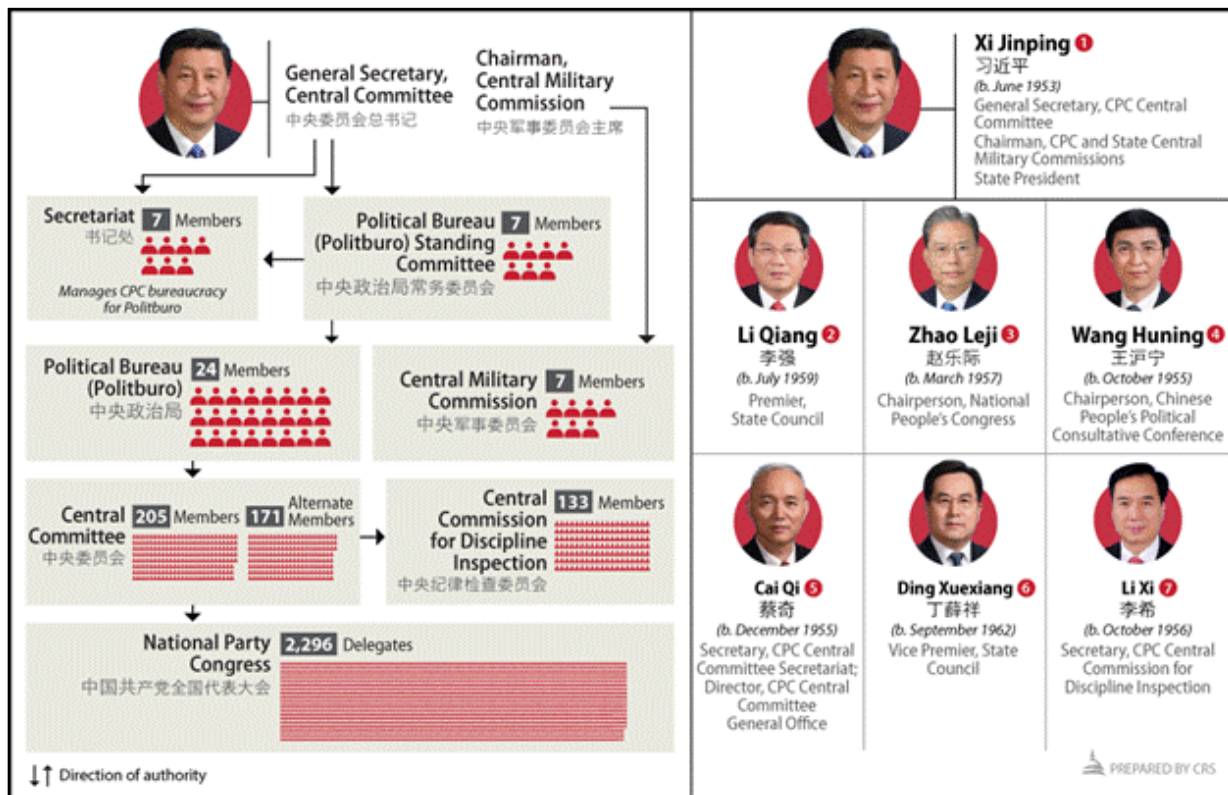 General Secretary,
Central Committee
中央委员会总书记
Chairman,
Central Military
Commission
中央军事委员会主席
Secretariat 7 Members
书记处
Manages CPC bureaucracy
for Politburo
Political Bureau 7 Members
(Politburo) Standing
Committee
中央政治局常务委员会
Political Bureau 24 Members
(Politburo)
中央政治局
Central Military 7 Members
Commission
中央军事委员会
Central 205 Members 171 Alternate Members
Committee
中央委员会
Central 133 Members
Commission
for Discipline
Inspection
中央纪律检查委员会
National Party 2,296 Delegates
Congress
中国共产党全国代表大会
↓↑ Direction of authority
Xi Jinping 1
习近平
(b. June 1953)
General Secretary, CPC Central
Committee
Chairman, CPC and State Central
Military Commissions
State President
Li Qiang 2
李强
(b. July 1959)
Premier,
State Council
Zhao Leji 3
赵乐际
(b. March 1957)
Chairperson, National
People's Congress
Wang Huning 4
王沪宁
(b. October 1955)
Chairperson, Chinese
People's Political
Consultative Conference
Cai Qi 5
蔡奇
(b. December 1955)
Secretary, CPC Central
Committee Secretariat;
Director, CPC Central
Committee
General Office
Ding Xuexiang 6
丁薛祥
(b. September 1962)
Vice Premier, State
Council
Li Xi 7
李希
(b. October 1956)
Secretary, CPC Central
Commission for
Discipline Inspection
PREPARED BY CRS